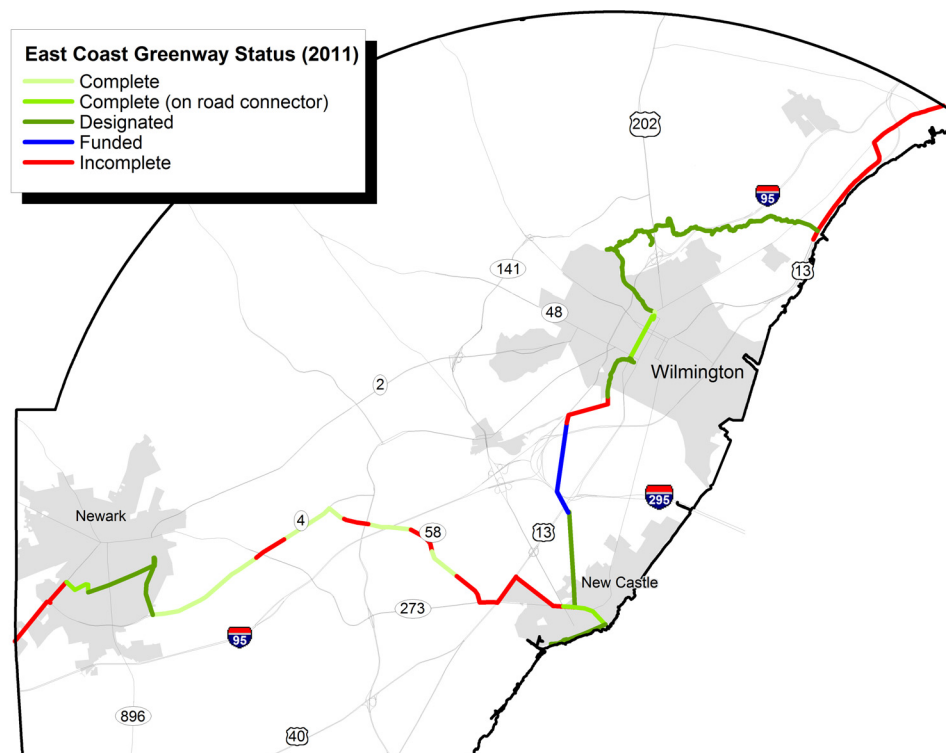 East Coast Greenway Status (2011)
Complete
Complete (on road connector)
Designated
Funded
Incomplete
202
95
13
141
48
Wilmington
2
295
Newark
4
58
13
New Castle
273
95
896
40